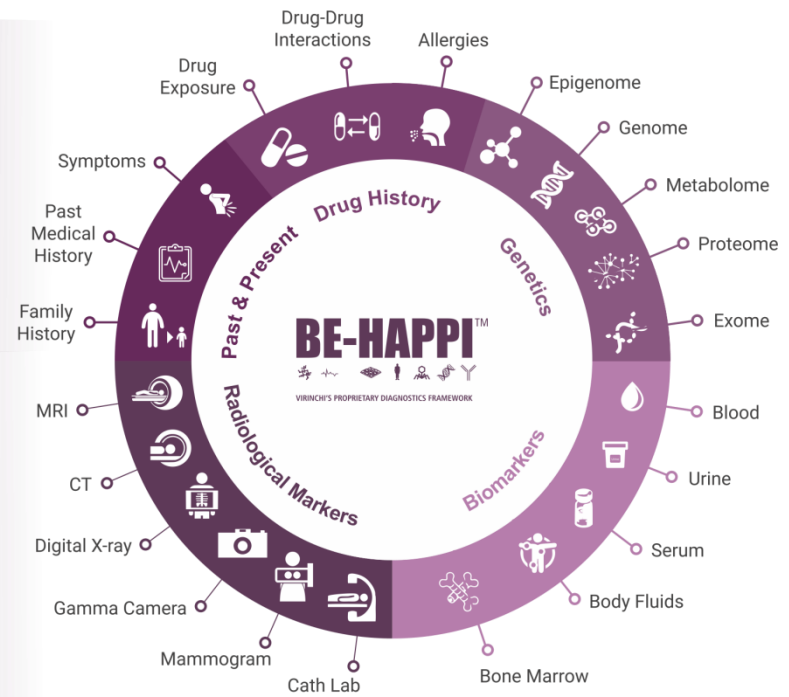 Drug-Drug
Interactions
Allergies
Drug
Exposure
Epigenome
Genome
Symptoms
Metabolome
Past
Medical
History
Proteome
Family
History
Exome
MRI
Blood
CT
Urine
Digital X-ray
Serum
Gamma Camera
Body Fluids
Mammogram
Bone Marrow
Cath Lab
Drug History
Past & Present
Genetics
Radiological Markers
Biomarkers
BE-HAPPI™
VIRINCHI'S PROPRIETARY DIAGNOSTICS FRAMEWORK